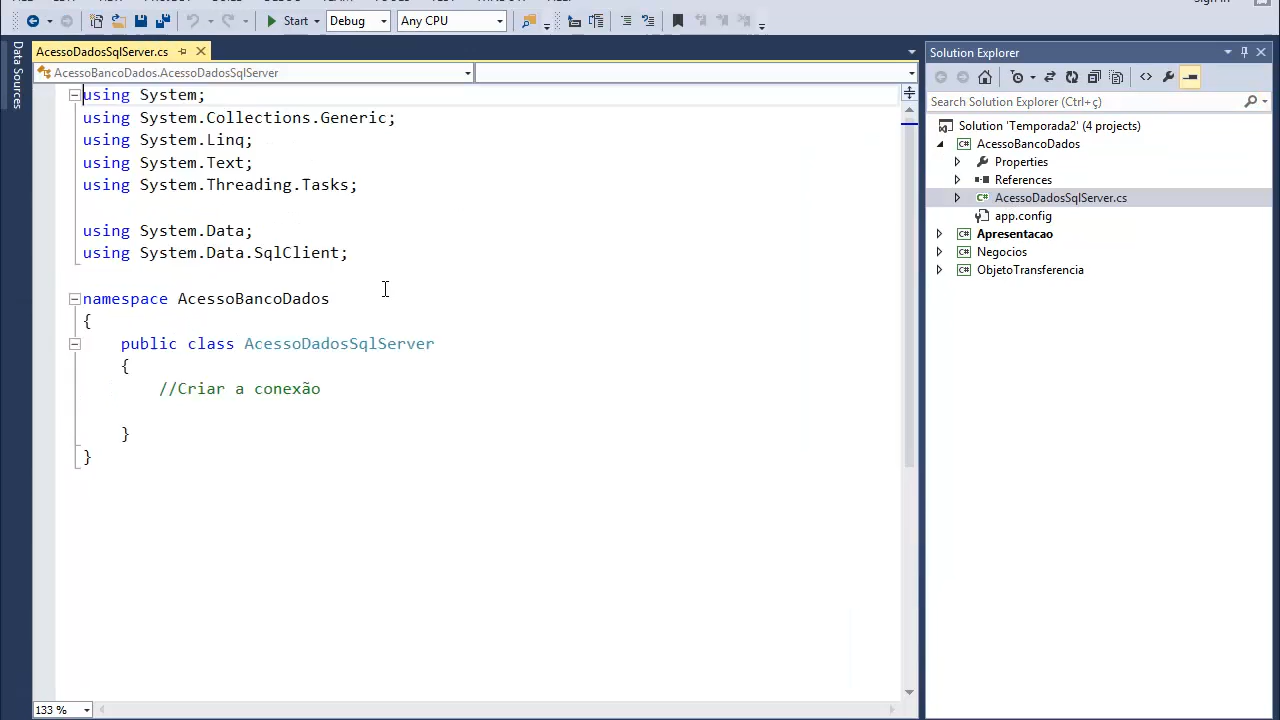 Start
Debug
Any CPU
Data Sources
AcessoDadosSqlServer.cs
AcessoBancoDados.AcessoDadosSqlServer
using System;
using System.Collections.Generic;
using System.Linq;
using System.Text;
using System.Threading.Tasks;
using System.Data;
using System.Data.SqlClient;
namespace AcessoBancoDados
{
public class AcessoDadosSqlServer
{
//Criar a conexão
}
}
133 %
Solution Explorer
Search Solution Explorer (Ctrl+ç)
Solution 'Temporada2' (4 projects)
AcessoBancoDados
Properties
References
AcessoDadosSqlServer.cs
app.config
Apresentacao
Negocios
ObjetoTransferencia